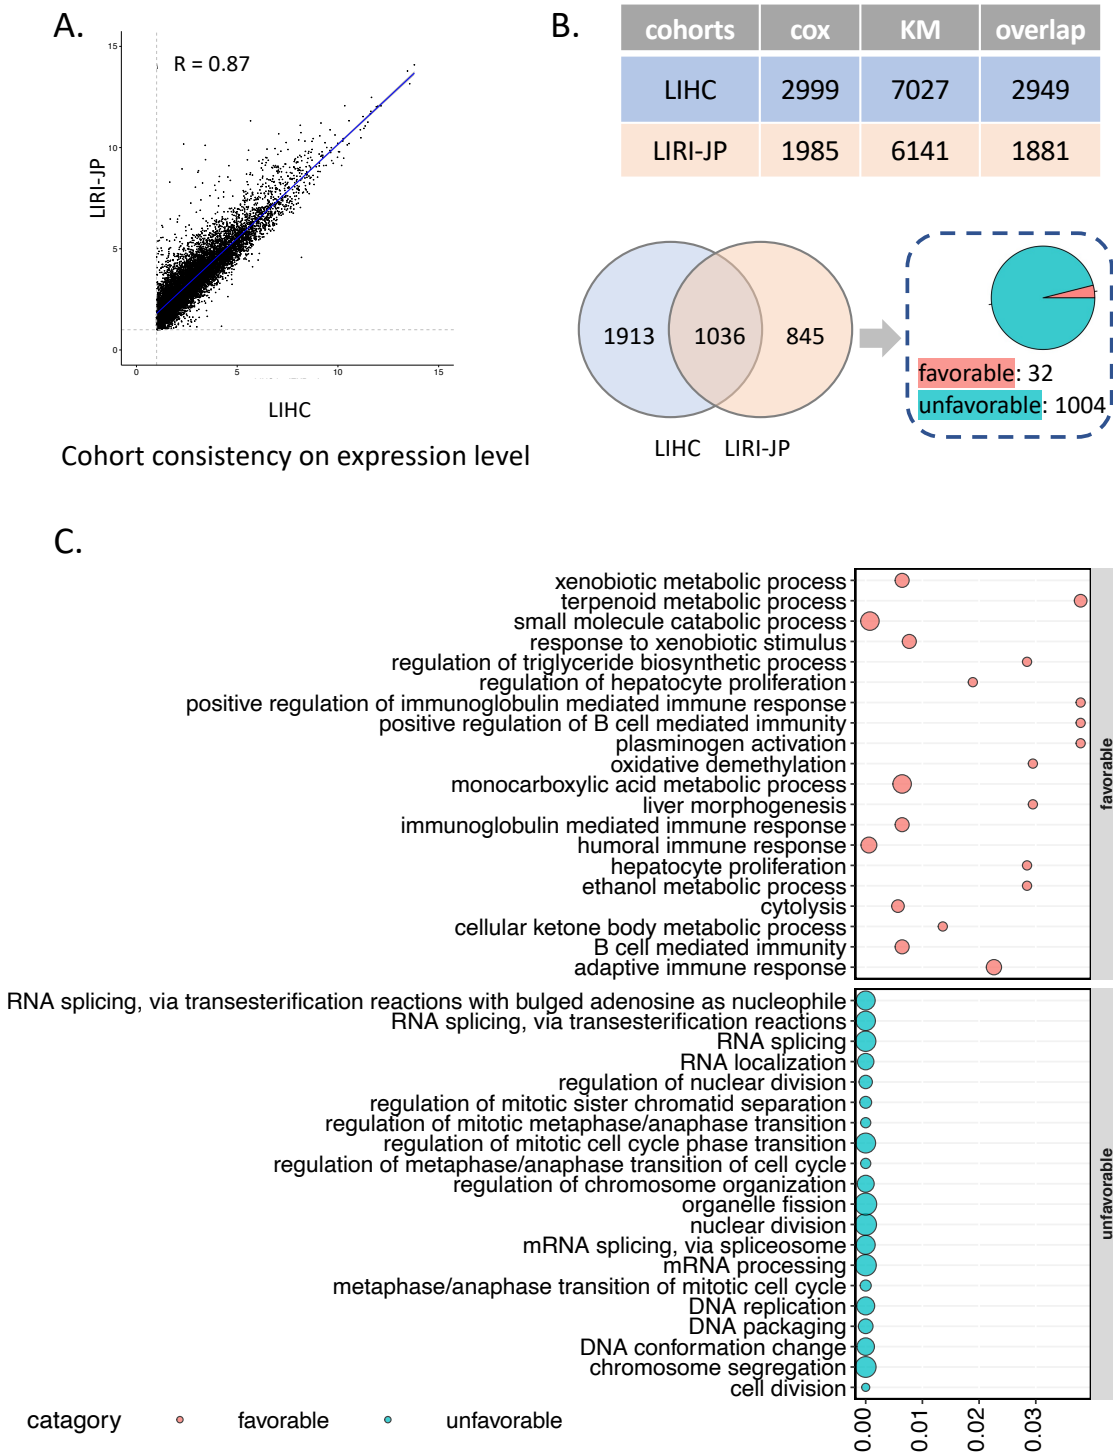 A.
15
R = 0.87
10
LIRI-JP
5
0
0
5
10
15
LIHC
Cohort consistency on expression level
B.
cohorts cox KM overlap
LIHC 2999 7027 2949
LIRI-JP 1985 6141 1881
1913 1036 845
LIHC LIRI-JP
favorable: 32
unfavorable: 1004
C.
xenobiotic metabolic process
terpenoid metabolic process
small molecule catabolic process
response to xenobiotic stimulus
regulation of triglyceride biosynthetic process
regulation of hepatocyte proliferation
positive regulation of immunoglobulin mediated immune response
positive regulation of B cell mediated immunity
plasminogen activation
oxidative demethylation
monocarboxylic acid metabolic process
liver morphogenesis
immunoglobulin mediated immune response
humoral immune response
hepatocyte proliferation
ethanol metabolic process
cytolysis
cellular ketone body metabolic process
B cell mediated immunity
adaptive immune response
favorable
RNA splicing, via transesterification reactions with bulged adenosine as nucleophile
RNA splicing, via transesterification reactions
RNA splicing
RNA localization
regulation of nuclear division
regulation of mitotic sister chromatid separation
regulation of mitotic metaphase/anaphase transition
regulation of mitotic cell cycle phase transition
regulation of metaphase/anaphase transition of cell cycle
regulation of chromosome organization
organelle fission
nuclear division
mRNA splicing, via spliceosome
mRNA processing
metaphase/anaphase transition of mitotic cell cycle
DNA replication
DNA packaging
DNA conformation change
chromosome segregation
cell division
unfavorable
0.00
0.01
0.02
0.03
catagory favorable unfavorable